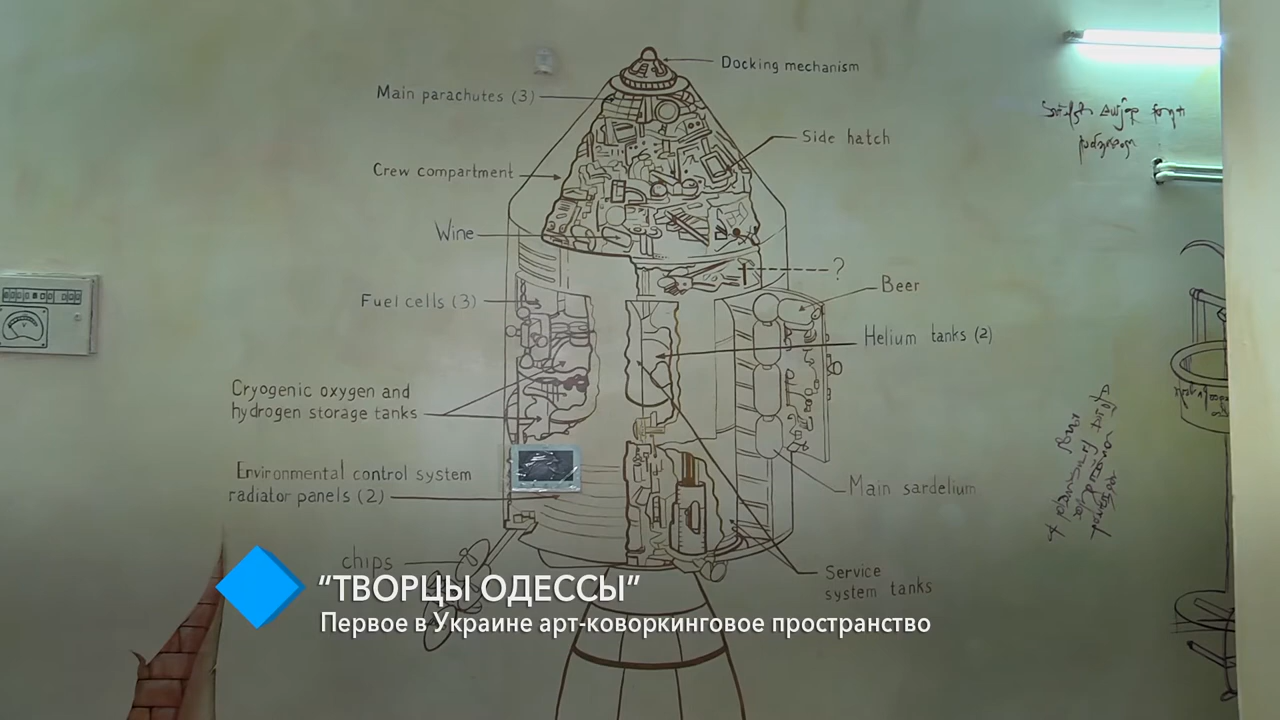 Docking mechanism
Main parachutes (3)
Side hatch
Crew compartment
Wine
?
Beer
Fuel cells (3)
Helium tanks (2)
Cryogenic oxygen and
hydrogen storage tanks
Environmental control system
radiator panels (2)
Main sardelium
chips
Service
system tanks
“ТВОРЦЫ ОДЕССЫ”
Первое в Украине арт-коворкинговое пространство